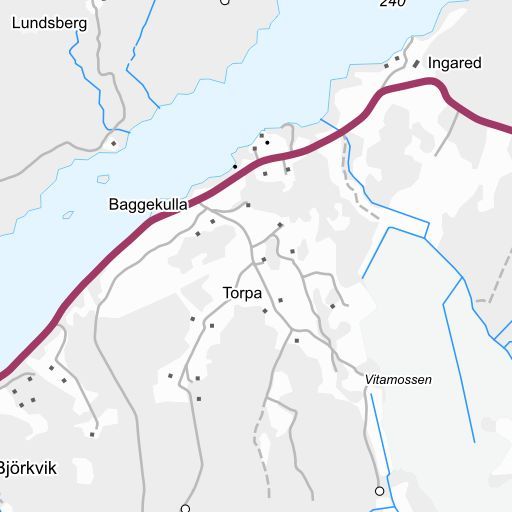 240
Lundsberg
Ingared
Baggekulla
Torpa
Vitamossen
Björkvik